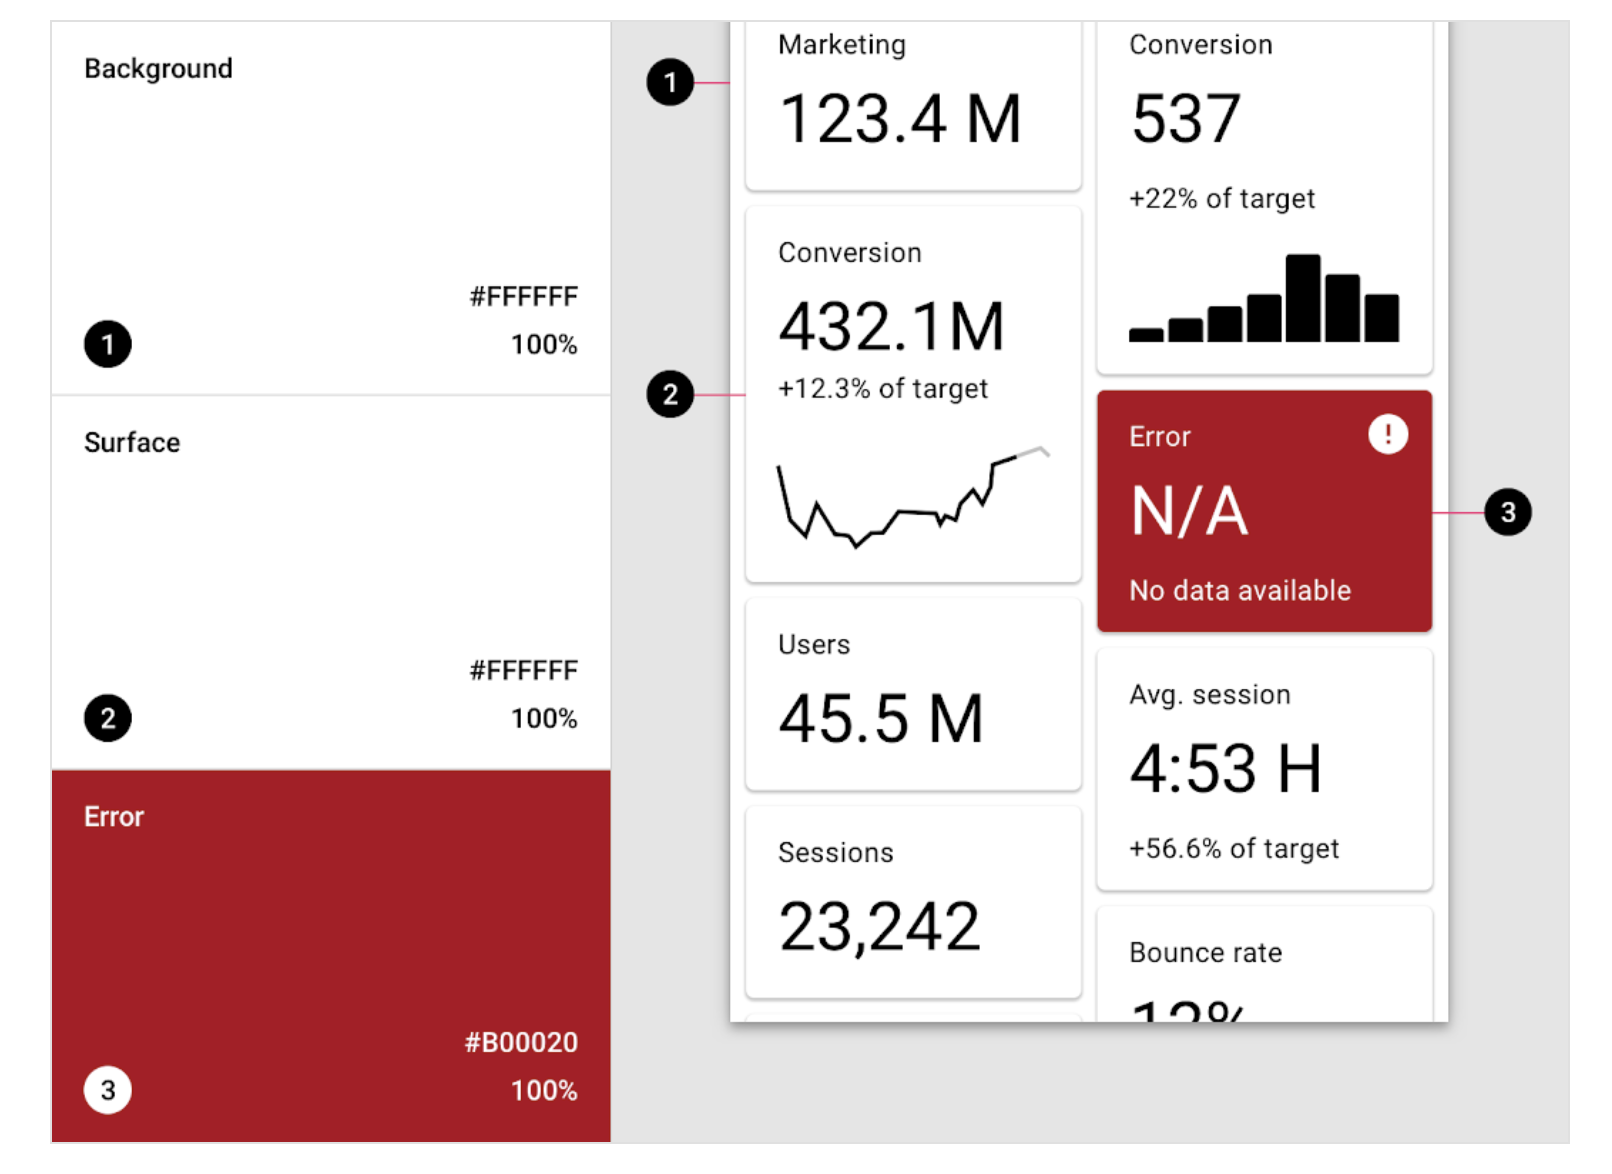 Background
#FFFFFF
1
100%
Surface
#FFFFFF
2
100%
Error
#B00020
3
100%
1
2
3
Marketing
123.4 M
Conversion
432.1M
+12.3% of target
Users
45.5 M
Sessions
23,242
Conversion
537
+22% of target
Error
!
N/A
No data available
Avg. session
4:53 H
+56.6% of target
Bounce rate